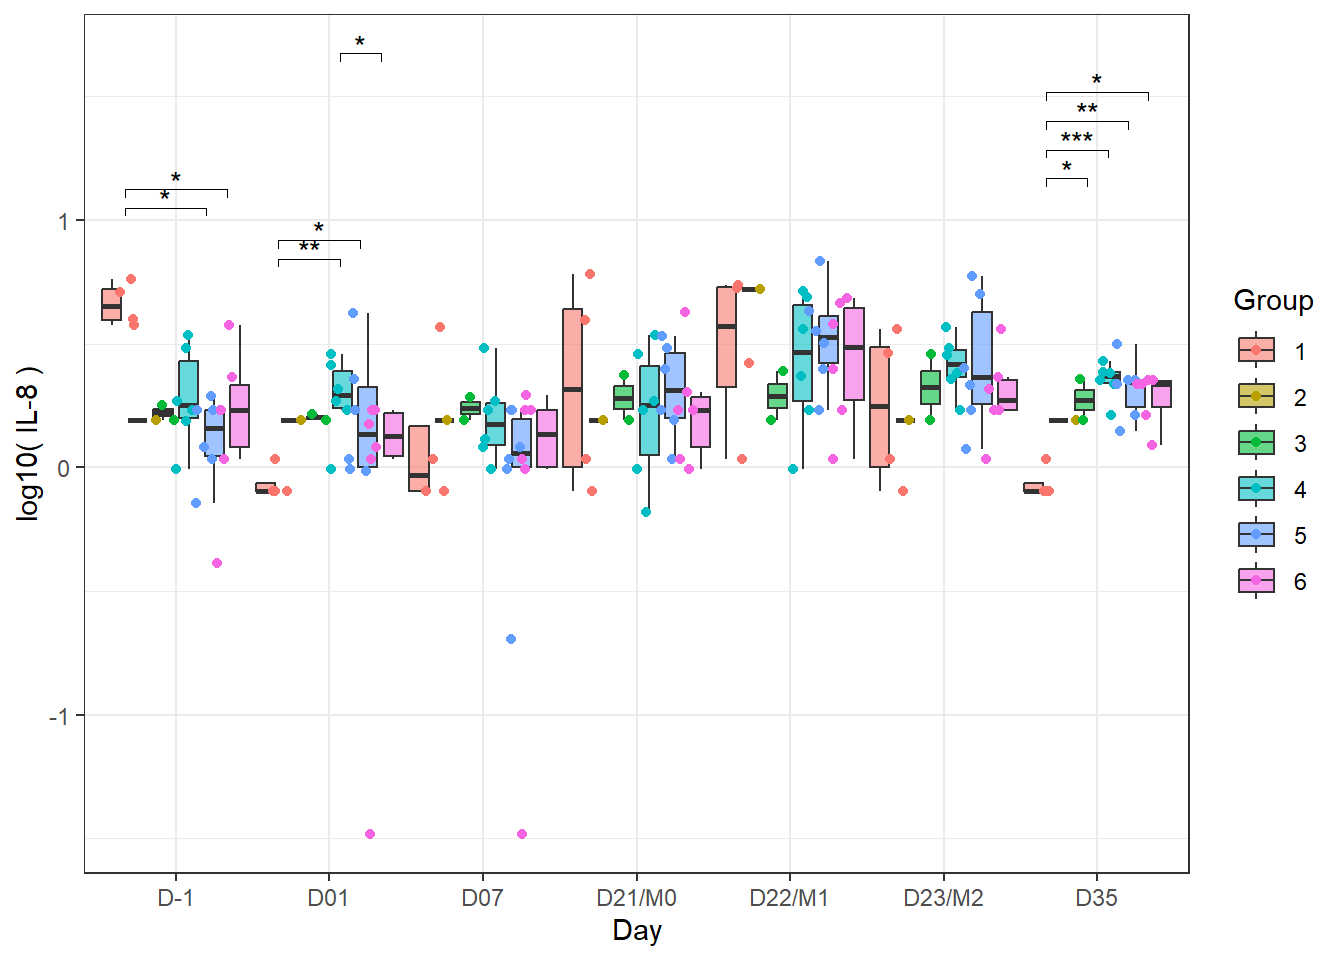 *
*
**
***
*
*
*
*
**
1
0
-1
log10( IL-8 )
D-1
D01
D07
D21/M0
D22/M1
D23/M2
D35
Day
Group
1
2
3
4
5
6